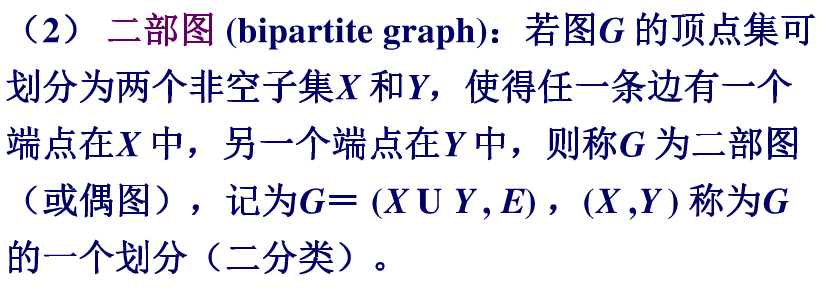 （2） 二部图 (bipartite graph)：若图G 的顶点集可
划分为两个非空子集X 和Y，使得任一条边有一个
端点在X 中，另一个端点在Y 中，则称G 为二部图
（或偶图），记为G＝ (X U Y , E) ，(X ,Y ) 称为G
的一个划分（二分类）。